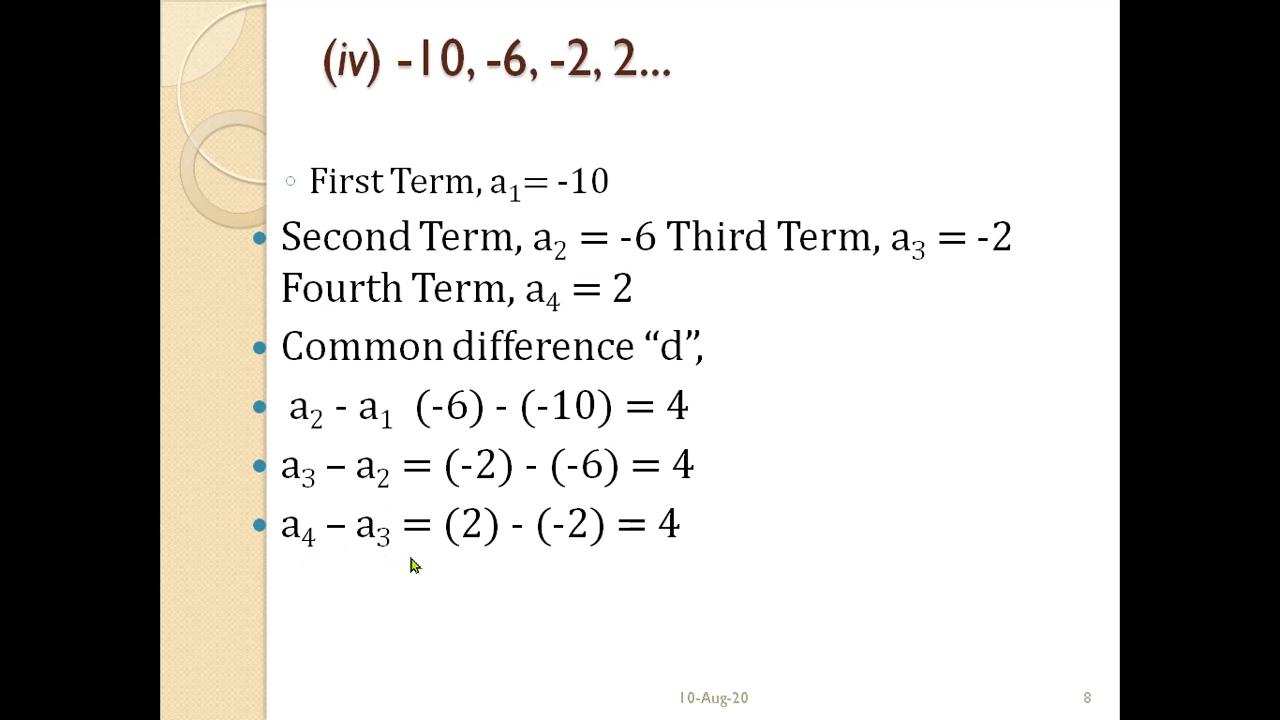 (iv) -10, -6, -2, 2...
First Term, a₁= -10
Second Term, a₂ = -6 Third Term, a₃ = -2
Fourth Term, a₄ = 2
Common difference “d”,
a₂ - a₁ (-6) - (-10) = 4
a₃ – a₂ = (-2) - (-6) = 4
a₄ – a₃ = (2) - (-2) = 4
10-Aug-20
8